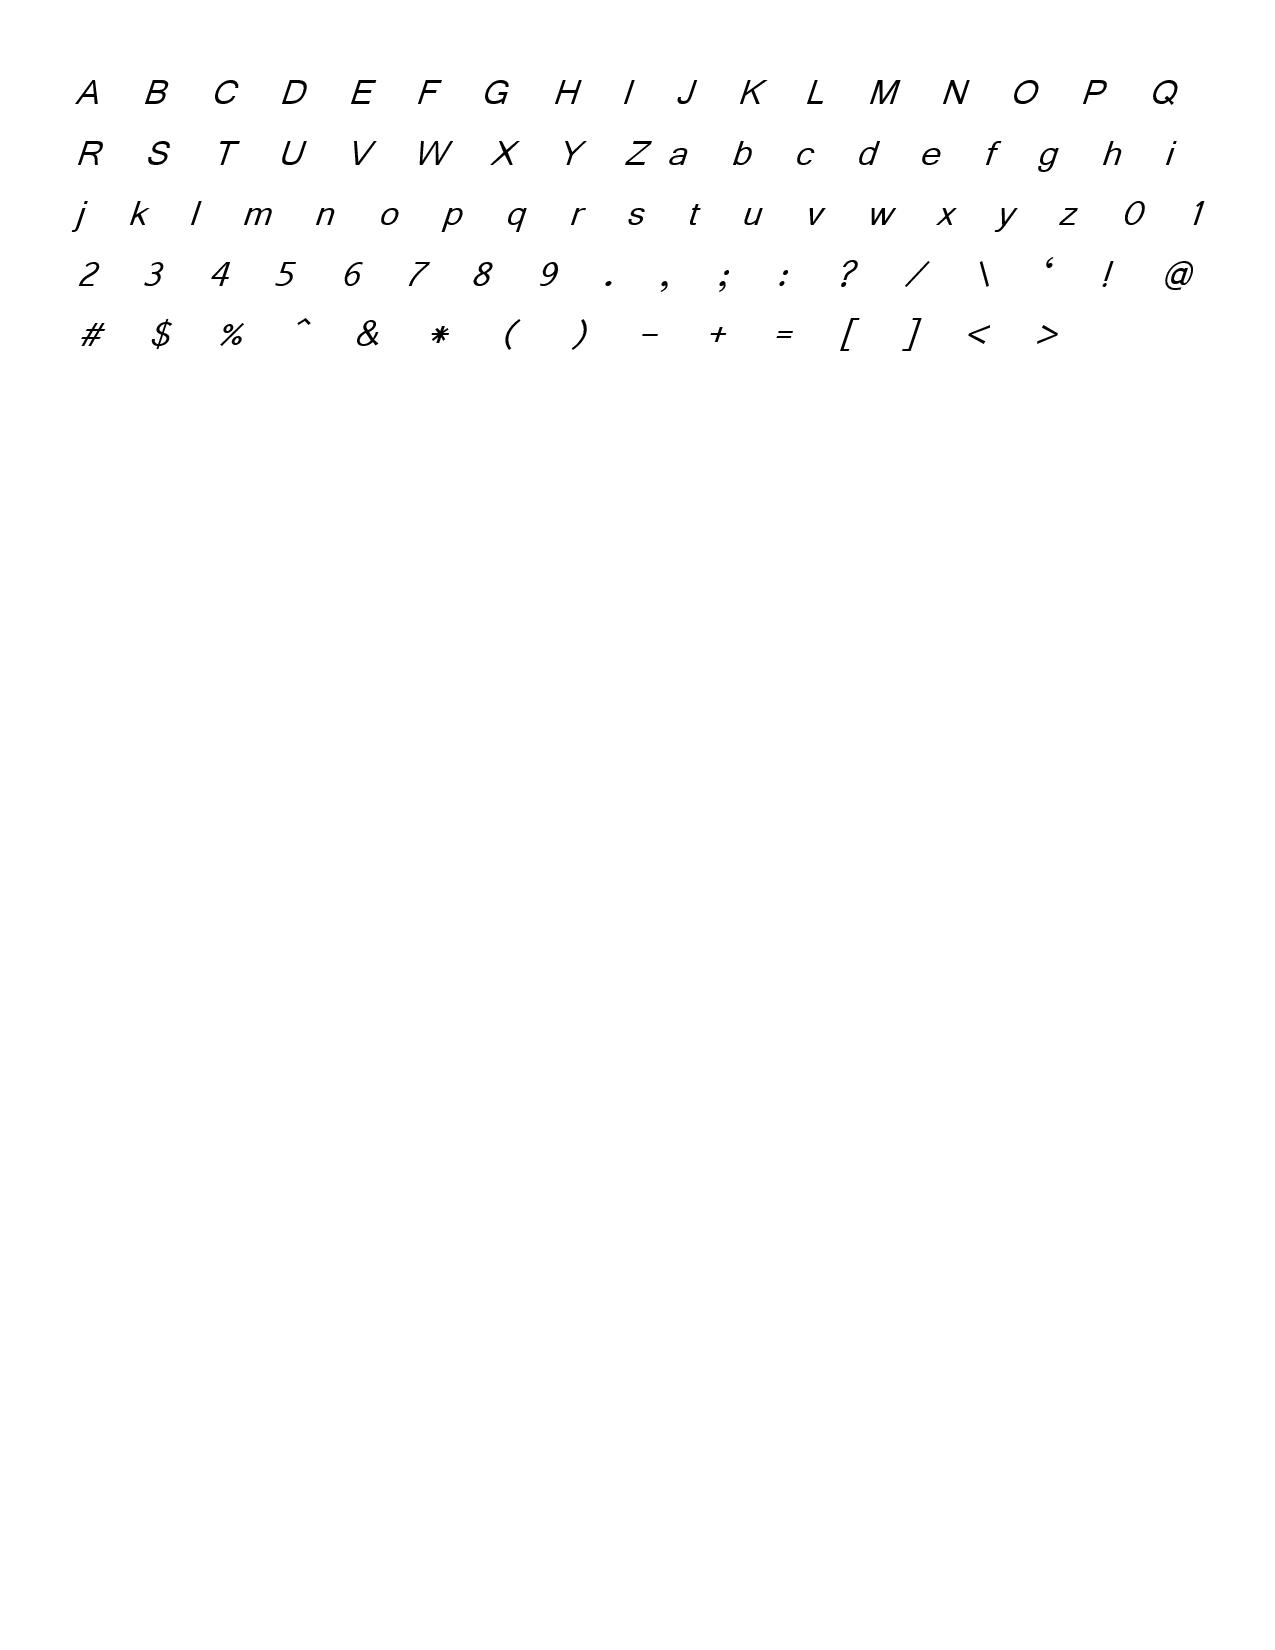 A B C D E F G H I J K L M N O P Q
R S T U V W X Y Z a b c d e f g h i
j k l m n o p q r s t u v w x y z 0 1
2 3 4 5 6 7 8 9 . , ; : ? / \ ‘ ! @
# $ % ^ & * ( ) – + = [ ] < >